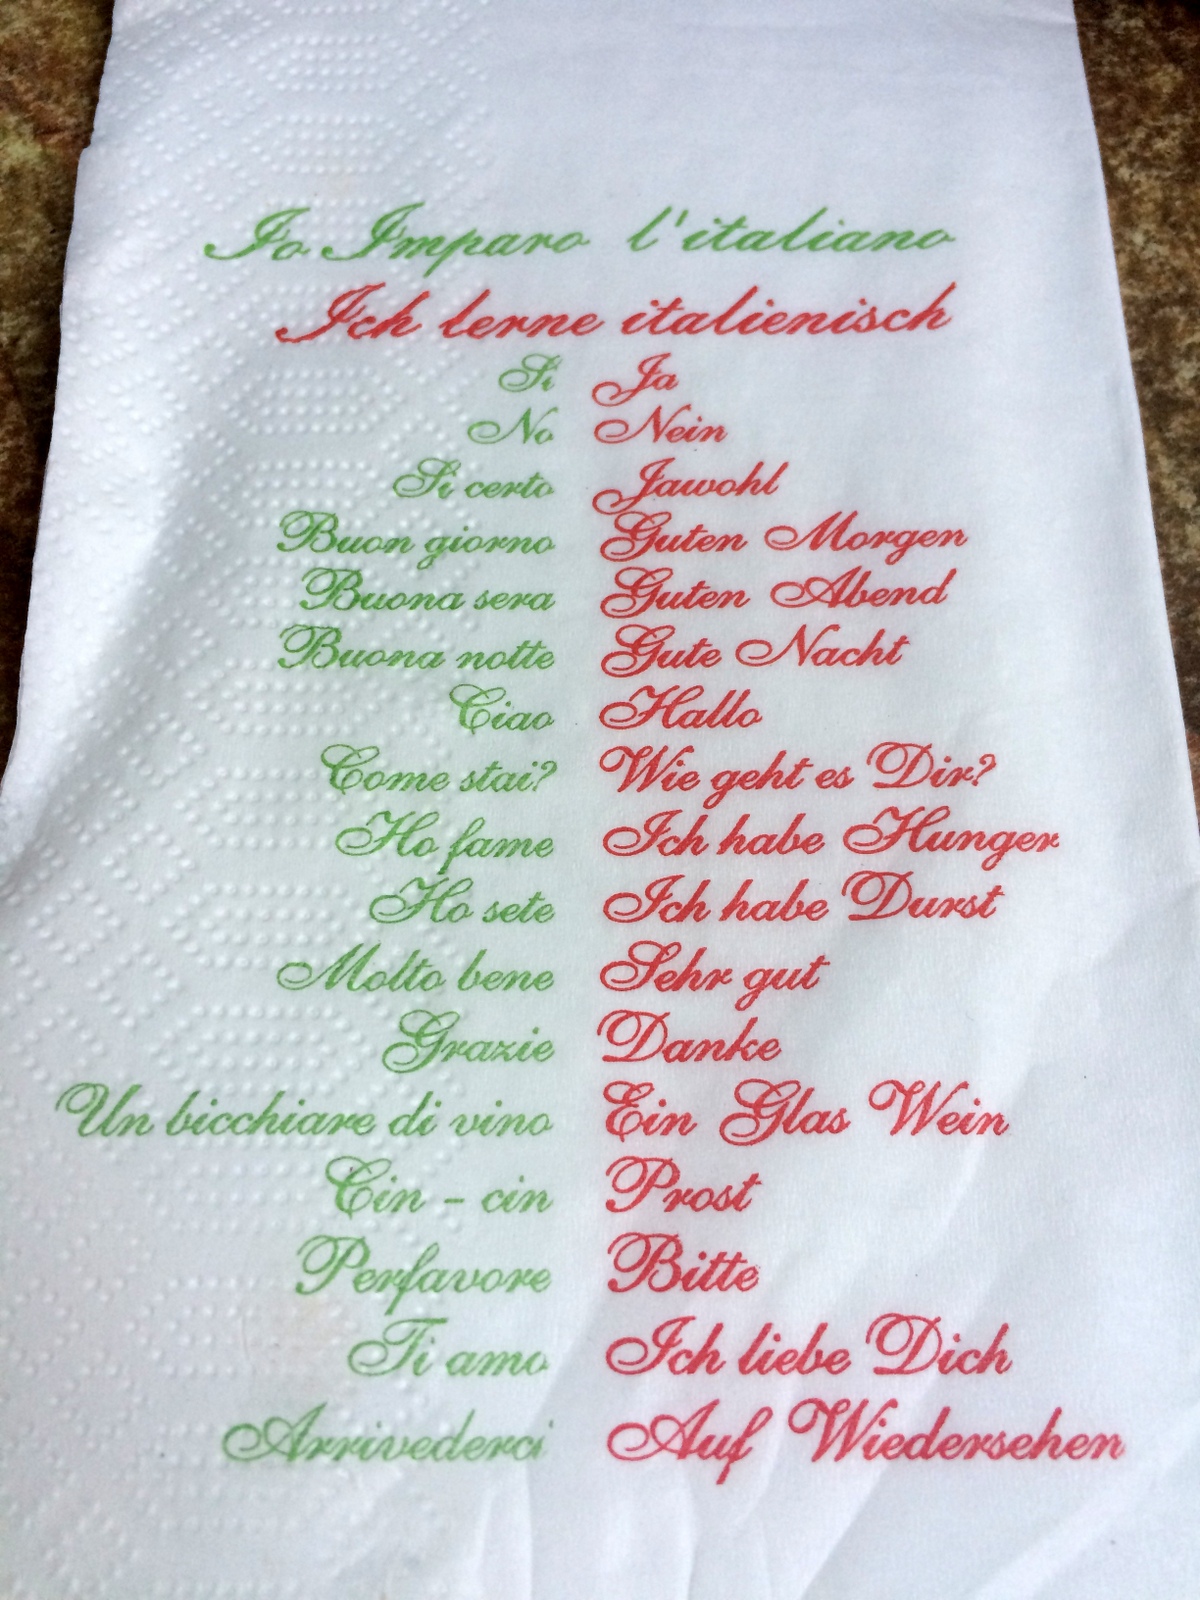 Io Imparo l'italiano
Ich lerne italienisch
Si Ja
No Nein
Si certo Jawohl
Buon giorno Guten Morgen
Buona sera Guten Abend
Buona notte Gute Nacht
Ciao Hallo
Come stai? Wie geht es Dir?
Ho fame Ich habe Hunger
Ho sete Ich habe Durst
Molto bene Sehr gut
Grazie Danke
Un bicchiare di vino Ein Glas Wein
Cin - cin Prost
Perfavore Bitte
Ti amo Ich liebe Dich
Arrivederci Auf Wiedersehen